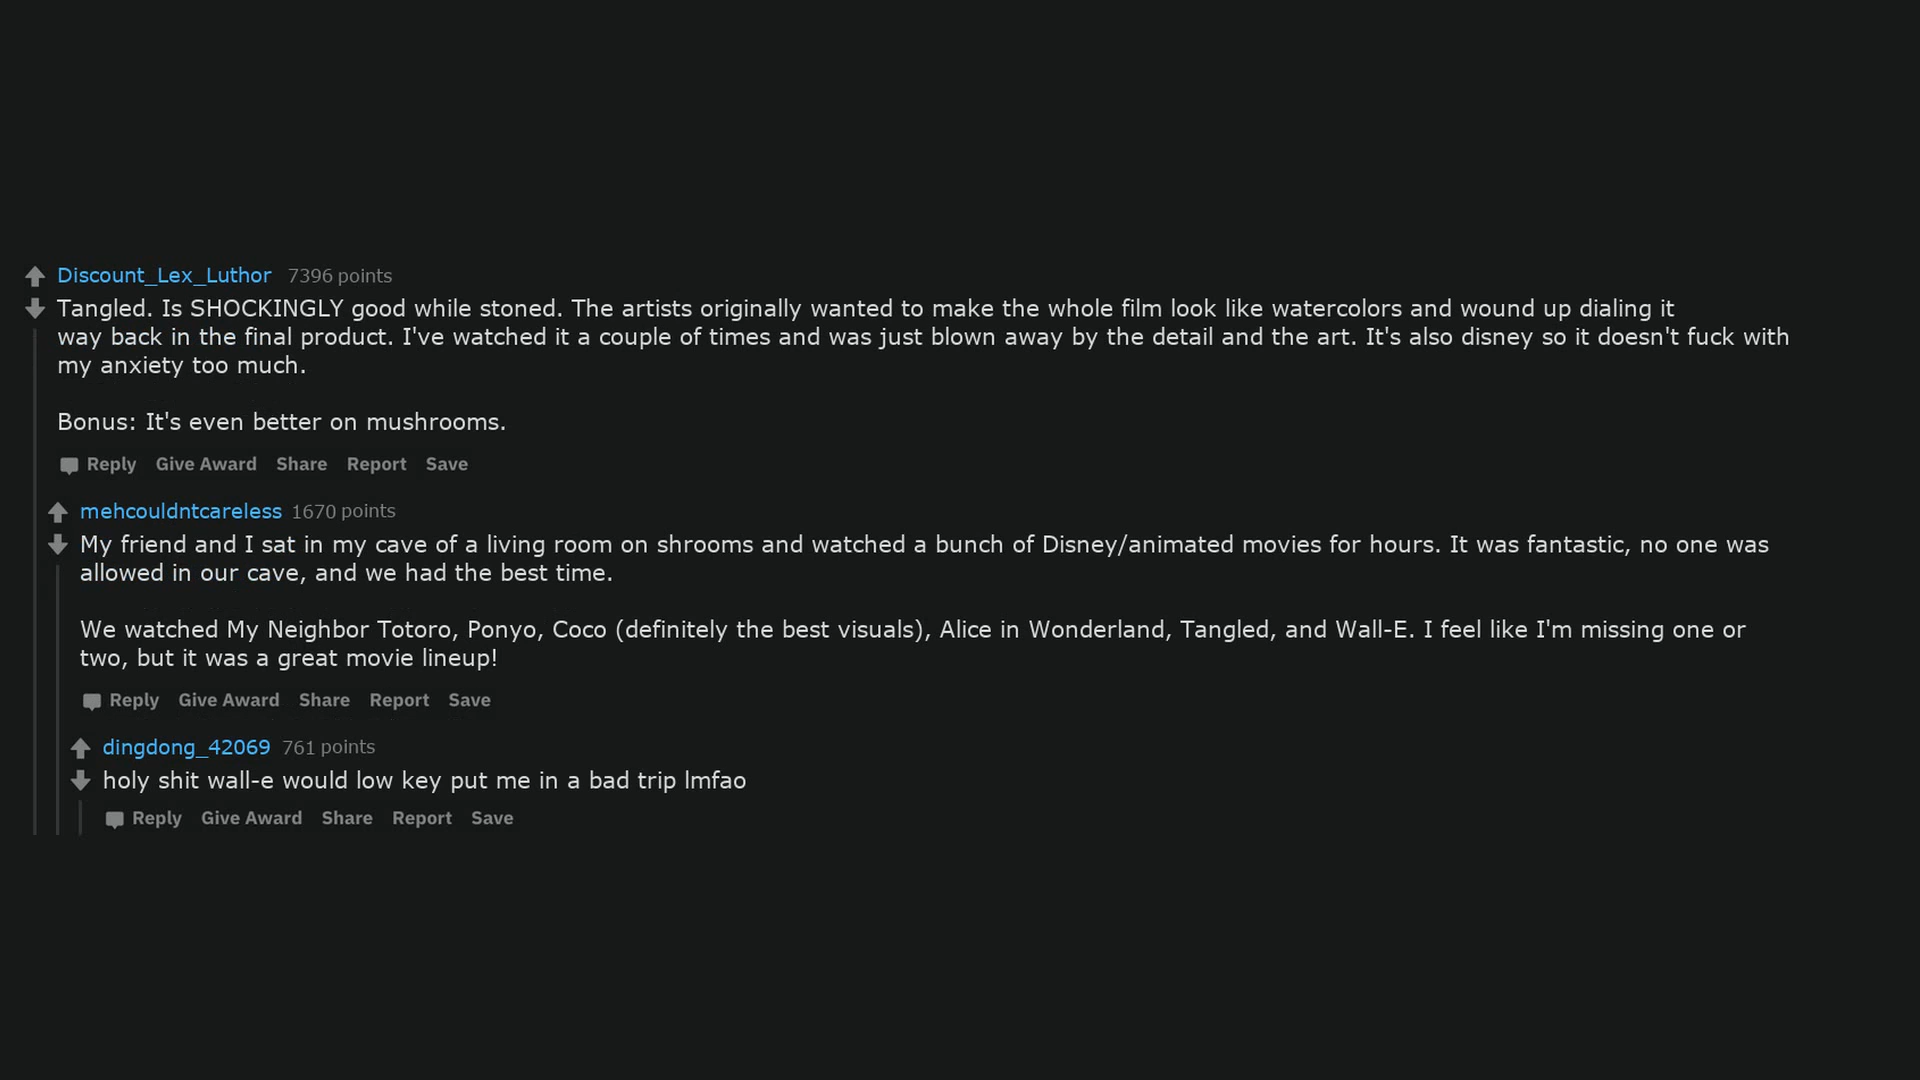 Discount_Lex_Luthor 7396 points
Tangled. Is SHOCKINGLY good while stoned. The artists originally wanted to make the whole film look like watercolors and wound up dialing it
way back in the final product. I've watched it a couple of times and was just blown away by the detail and the art. It's also disney so it doesn't fuck with
my anxiety too much.
Bonus: It's even better on mushrooms.
Reply Give Award Share Report Save
mehcouldntcareless 1670 points
My friend and I sat in my cave of a living room on shrooms and watched a bunch of Disney/animated movies for hours. It was fantastic, no one was
allowed in our cave, and we had the best time.
We watched My Neighbor Totoro, Ponyo, Coco (definitely the best visuals), Alice in Wonderland, Tangled, and Wall-E. I feel like I'm missing one or
two, but it was a great movie lineup!
Reply Give Award Share Report Save
dingdong_42069 761 points
holy shit wall-e would low key put me in a bad trip lmfao
Reply Give Award Share Report Save